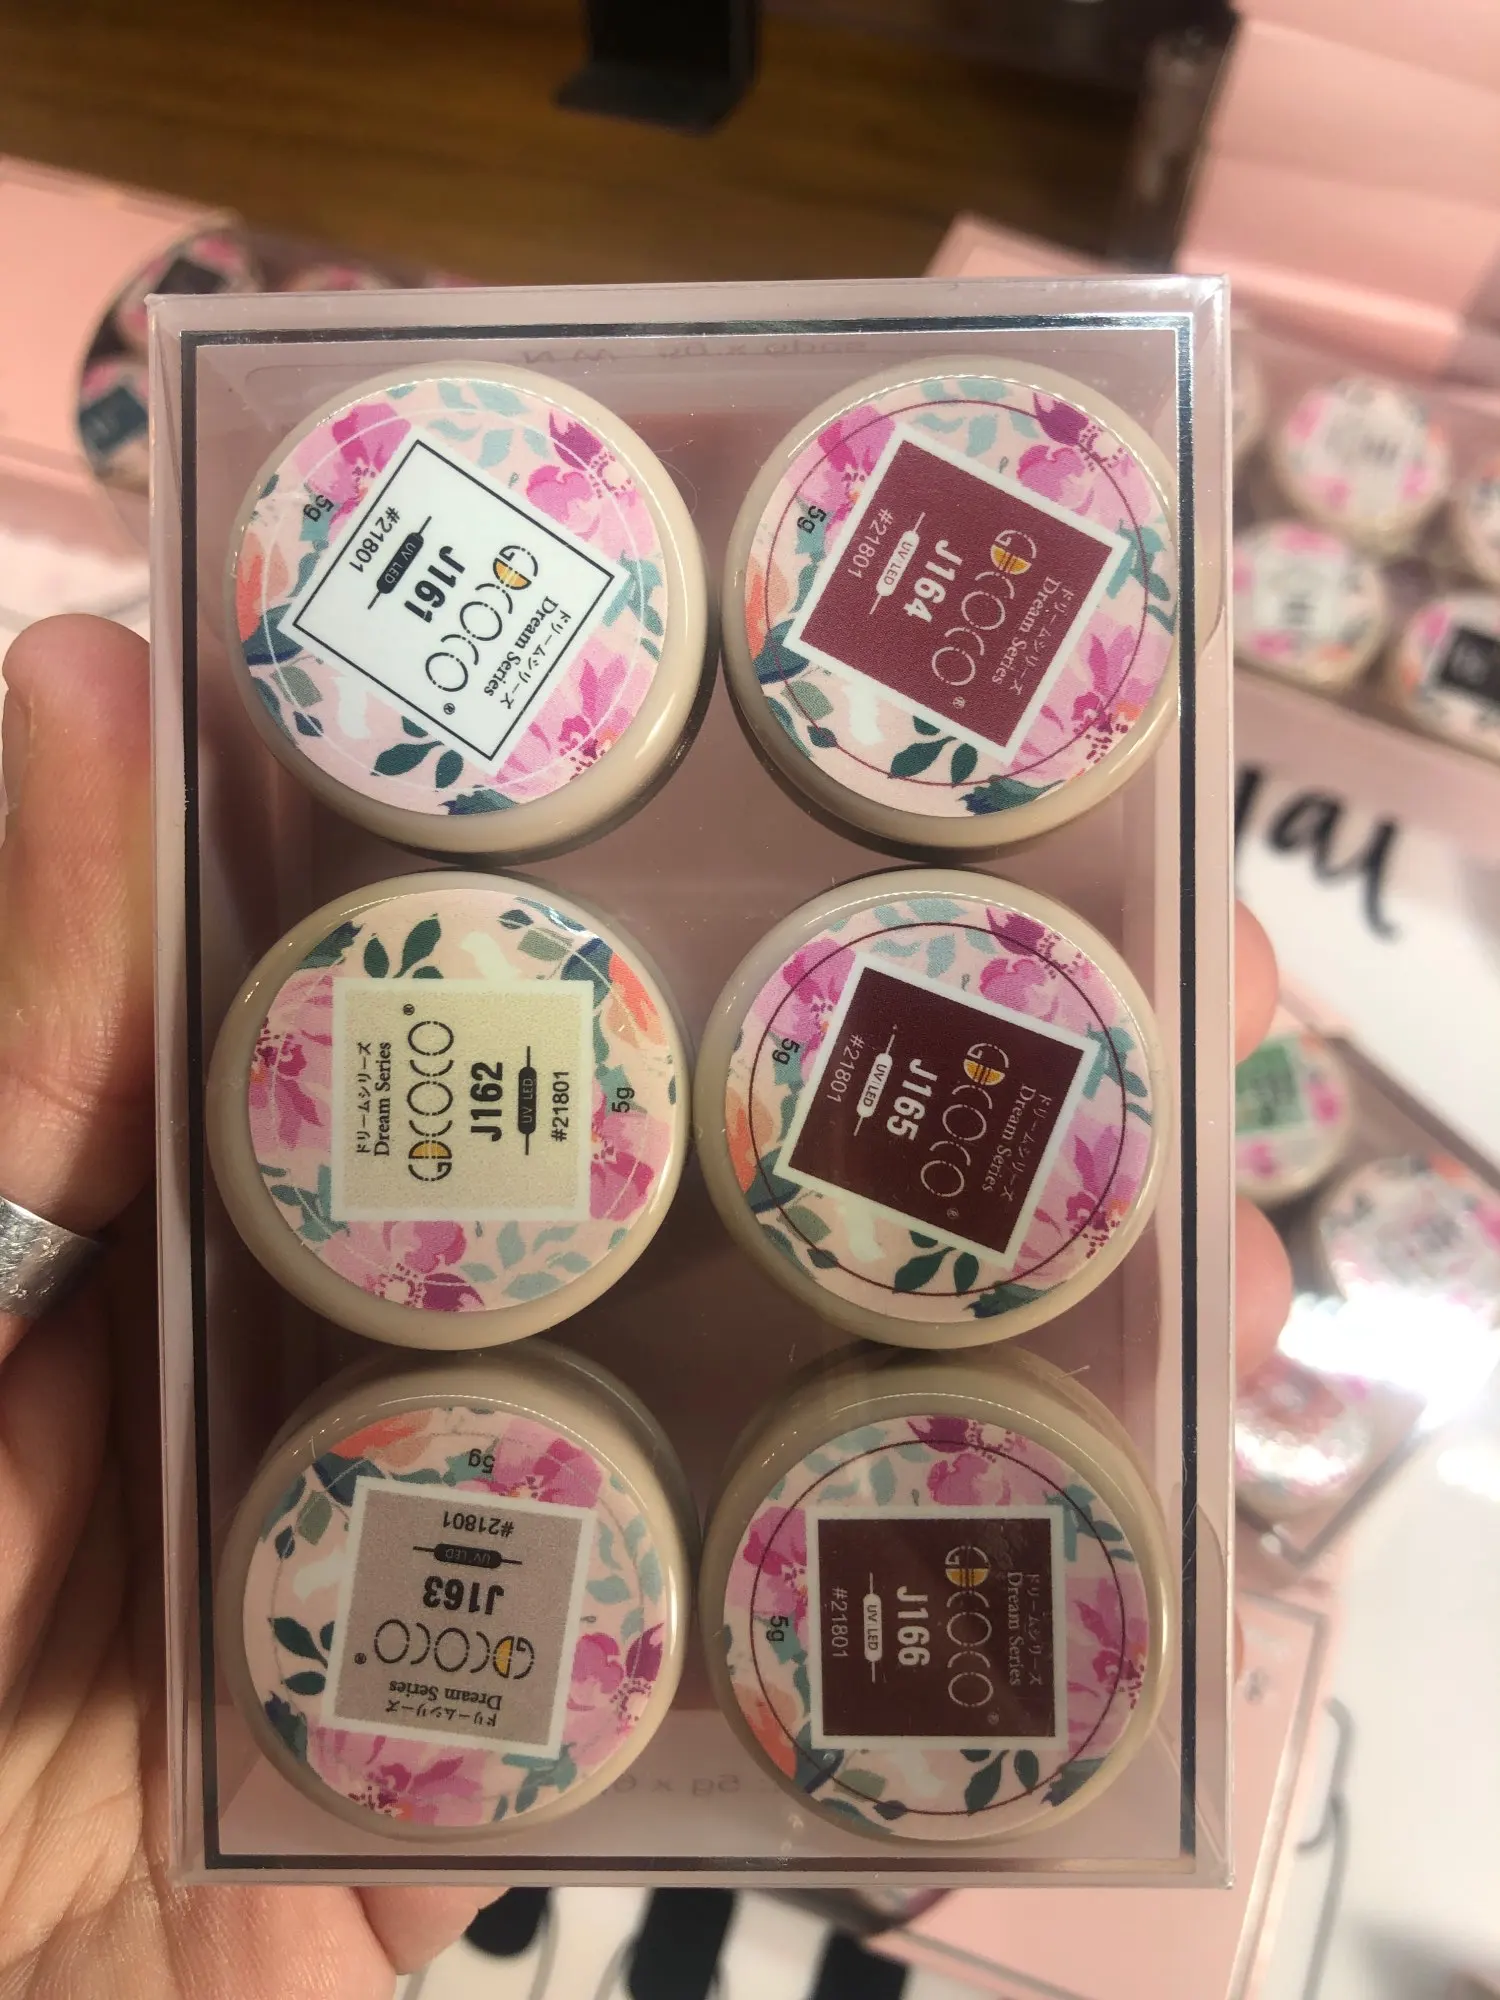 ドリームシリーズ
Dream Series
GDCOCO®
J161
UV LED
#21801
5g
ドリームシリーズ
Dream Series
GDCOCO®
J164
UV LED
#21801
5g
ドリームシリーズ
Dream Series
GDCOCO®
J162
UV LED
#21801
5g
ドリームシリーズ
Dream Series
GDCOCO®
J165
UV LED
#21801
5g
ドリームシリーズ
Dream Series
GDCOCO®
J163
UV LED
#21801
5g
ドリームシリーズ
Dream Series
GDCOCO®
J166
UV LED
#21801
5g